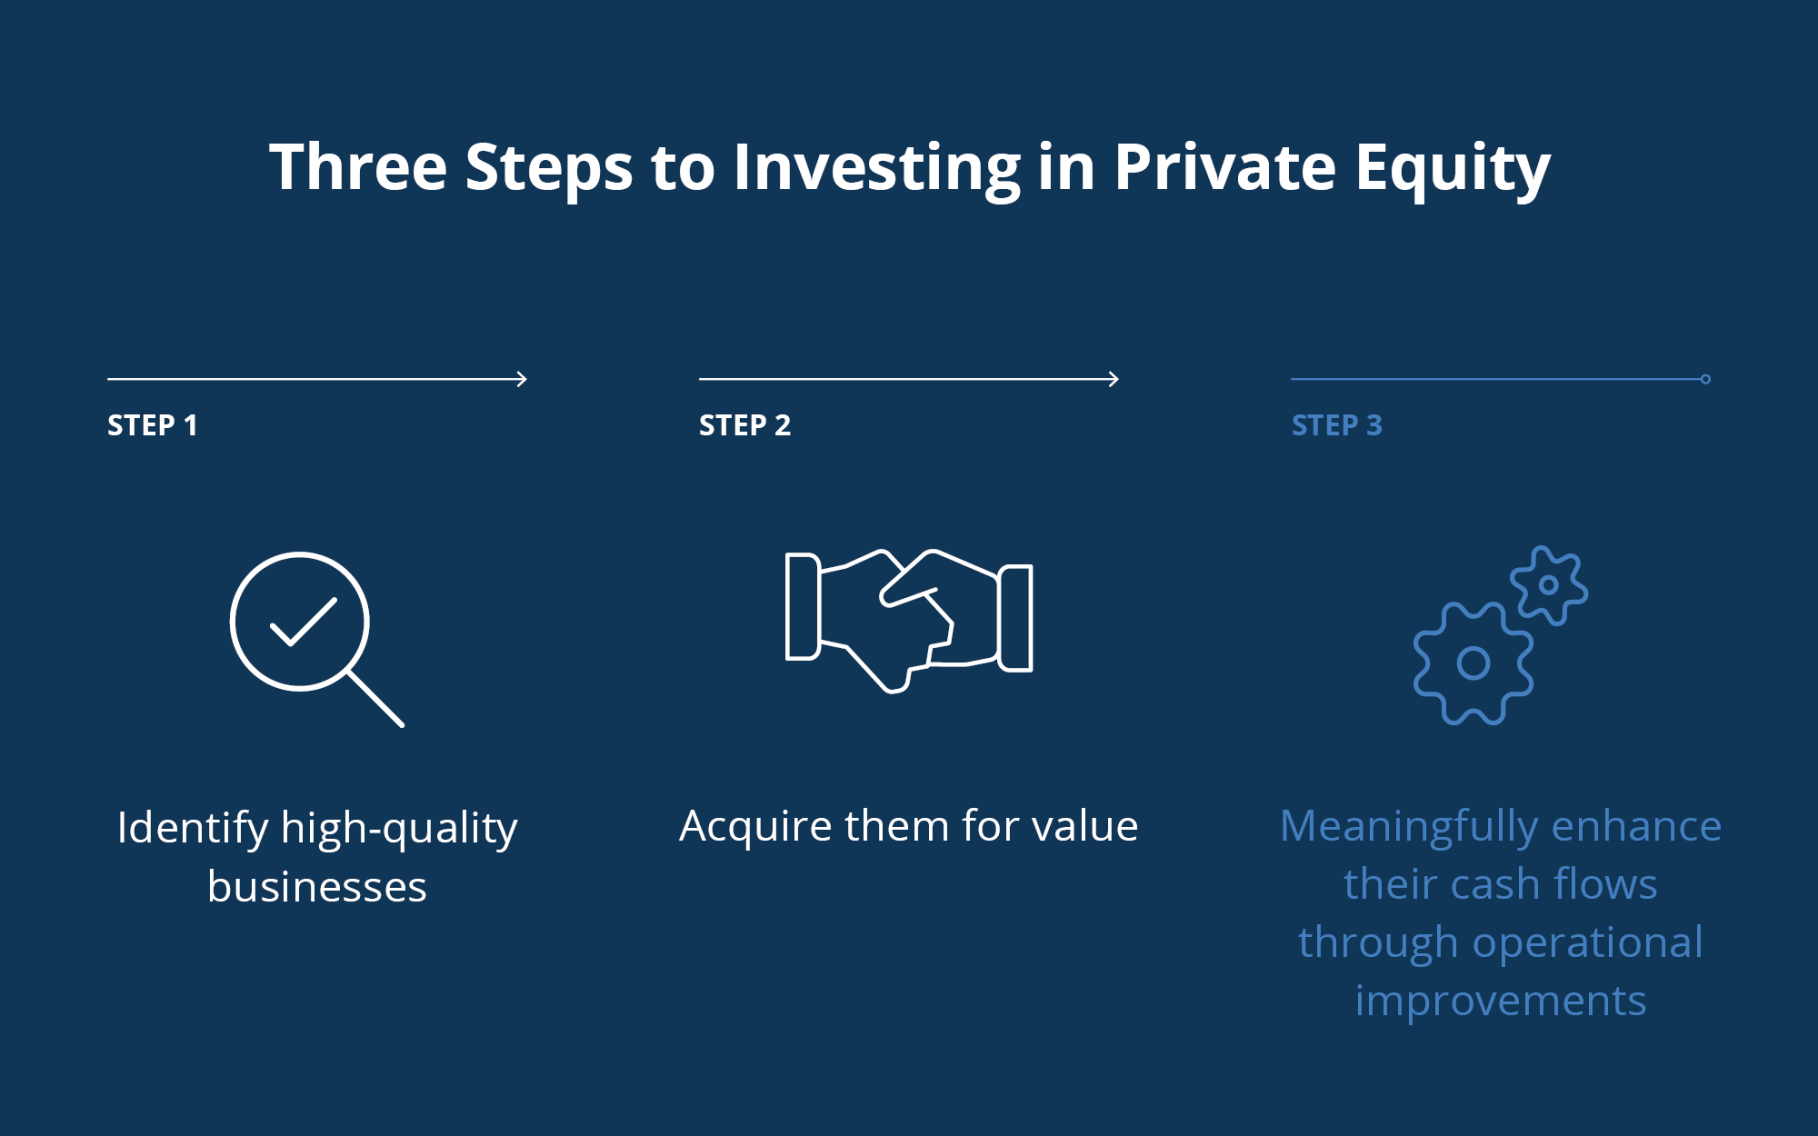 Three Steps to Investing in Private Equity
STEP 1
Identify high-quality
businesses
STEP 2
Acquire them for value
STEP 3
Meaningfully enhance
their cash flows
through operational
improvements